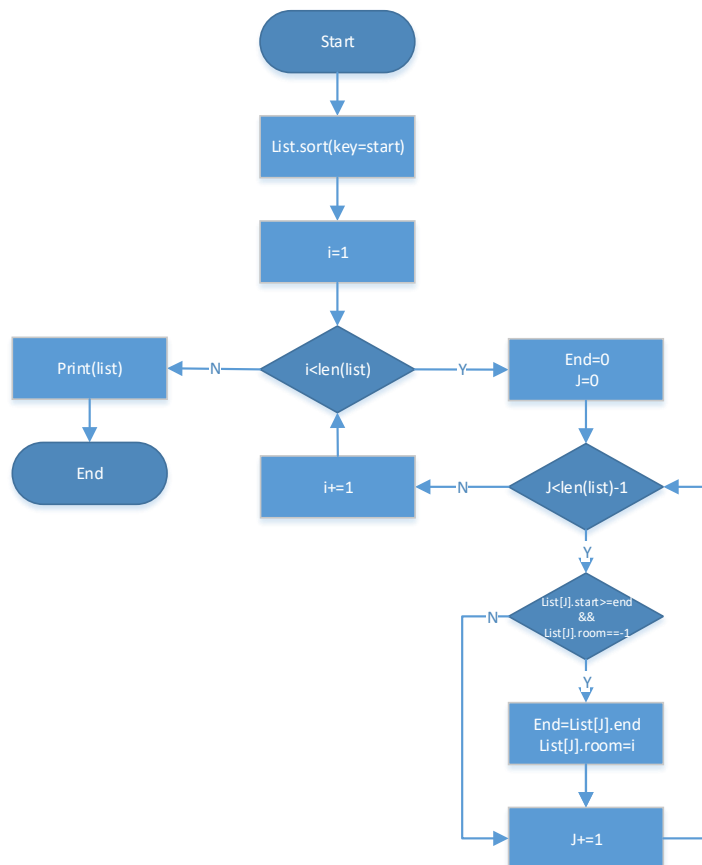 Start
List.sort(key=start)
i=1
i<len(list)
N
Print(list)
End
Y
End=0
J=0
J<len(list)-1
N
i+=1
Y
List[J].start>=end
&&
List[J].room==-1
N
Y
End=List[J].end
List[J].room=i
J+=1